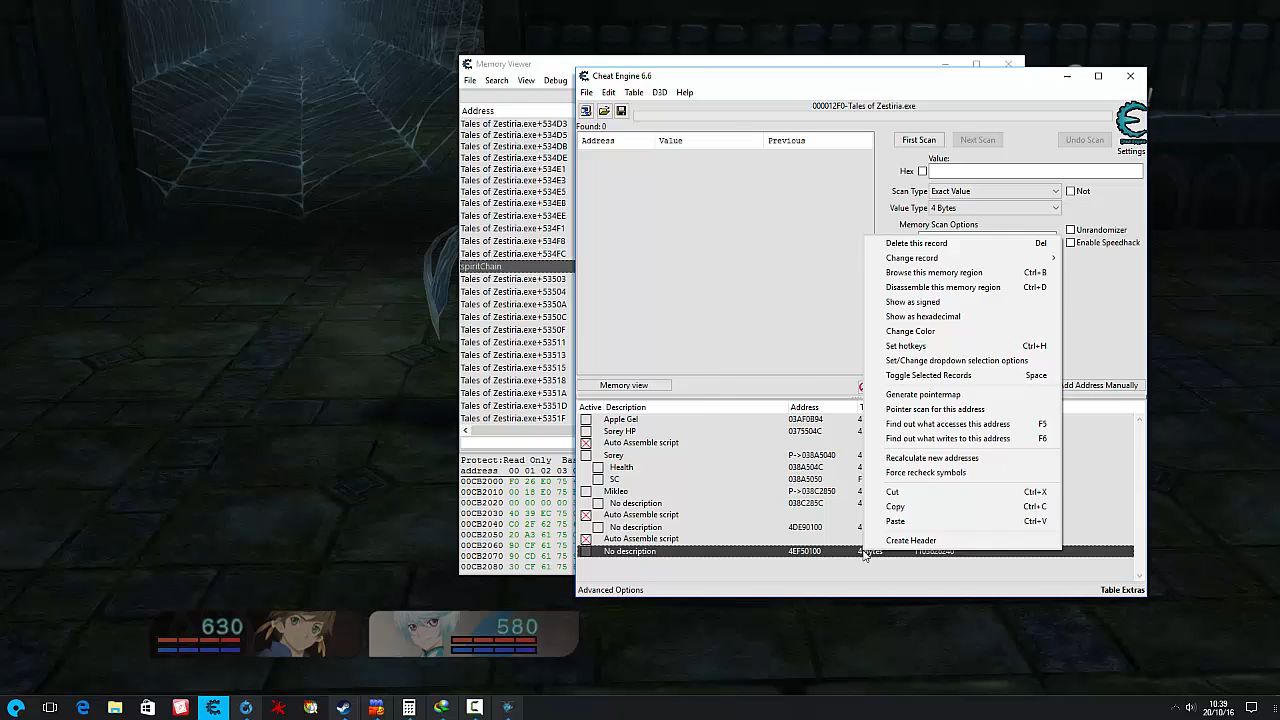 Memory Viewer
File Search View Debug
Address
Tales of Zestiria.exe+534D3
Tales of Zestiria.exe+534D5
Tales of Zestiria.exe+534DB
Tales of Zestiria.exe+534DE
Tales of Zestiria.exe+534E1
Tales of Zestiria.exe+534E3
Tales of Zestiria.exe+534E5
Tales of Zestiria.exe+534EB
Tales of Zestiria.exe+534EE
Tales of Zestiria.exe+534F1
Tales of Zestiria.exe+534F8
Tales of Zestiria.exe+534FC
spiritChain
Tales of Zestiria.exe+53503
Tales of Zestiria.exe+53504
Tales of Zestiria.exe+5350A
Tales of Zestiria.exe+5350C
Tales of Zestiria.exe+5350F
Tales of Zestiria.exe+53511
Tales of Zestiria.exe+53513
Tales of Zestiria.exe+53515
Tales of Zestiria.exe+53518
Tales of Zestiria.exe+5351A
Tales of Zestiria.exe+5351D
Tales of Zestiria.exe+5351F
Protect:Read Only
address 00 01 02 03
00CB2000 F0 26 E0 75
00CB2010 00 18 E0 75
00CB2030 40 39 EC 75
00CB2040 C0 2F 62 75
00CB2050 20 A3 61 75
00CB2060 90 CF 61 75
00CB2070 90 CD 61 75
00CB2080 30 CF 61 75
Cheat Engine 6.6
File Edit Table D3D Help
000012F0-Tales of Zestiria.exe
Found: 0
Address Value Previous
First Scan Next Scan Undo Scan
Settings
Value:
Hex
Scan Type Exact Value Not
Value Type 4 Bytes
Memory Scan Options
Unrandomizer
Enable Speedhack
Memory view
Add Address Manually
Active Description Address
Apple Gel 03AF0B94 4
Sorey HP 0375504C 4
Auto Assemble script
Sorey P->038A5040 4
Health 038A504C 4
SC 038A5050 F
Mikleo P->038C2850 4
No description 038C285C 4
Auto Assemble script
No description 4DE90100 4
Auto Assemble script
No description 4EF50100 4 Bytes
Advanced Options Table Extras
Delete this record Del
Change record
Browse this memory region Ctrl+B
Disassemble this memory region Ctrl+D
Show as signed
Show as hexadecimal
Change Color
Set hotkeys Ctrl+H
Set/Change dropdown selection options
Toggle Selected Records Space
Generate pointermap
Pointer scan for this address
Find out what accesses this address F5
Find out what writes to this address F6
Recalculate new addresses
Force recheck symbols
Cut Ctrl+X
Copy Ctrl+C
Paste Ctrl+V
Create Header
630
580
10:39
20/10/16